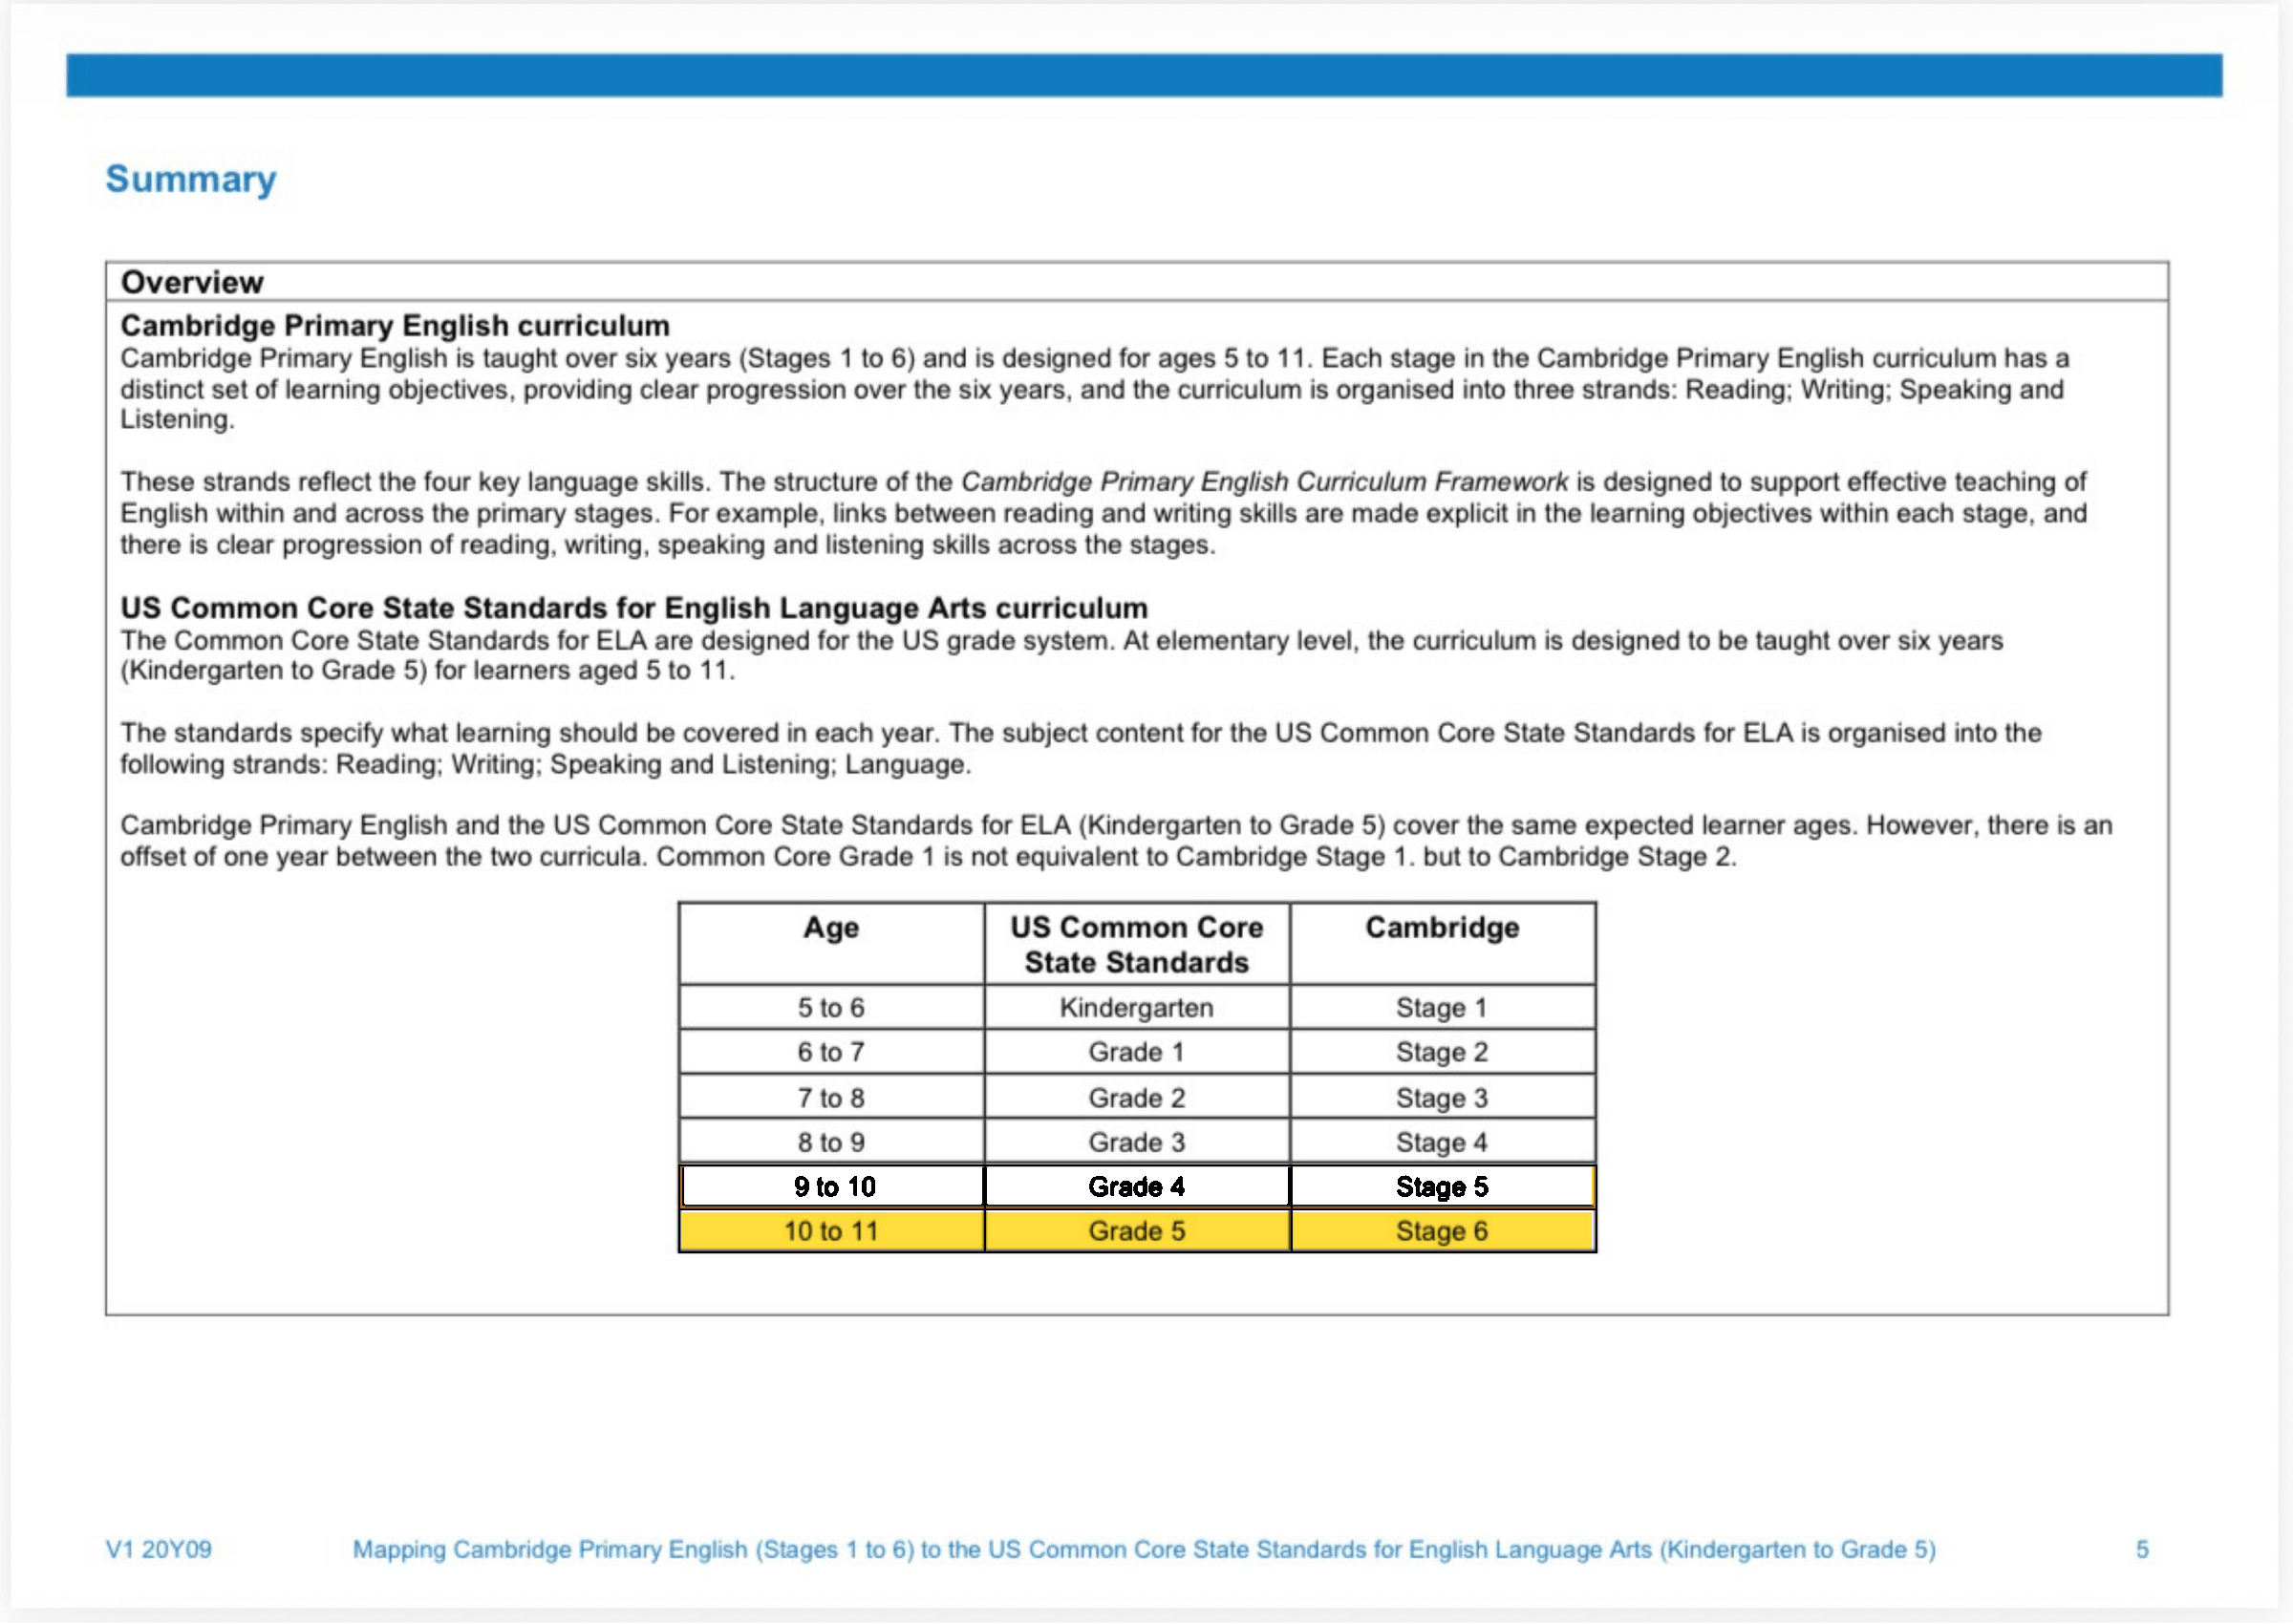 Summary
Overview
Cambridge Primary English curriculum
Cambridge Primary English is taught over six years (Stages 1 to 6) and is designed for ages 5 to 11. Each stage in the Cambridge Primary English curriculum has a
distinct set of learning objectives, providing clear progression over the six years, and the curriculum is organised into three strands: Reading; Writing; Speaking and
Listening.
These strands reflect the four key language skills. The structure of the Cambridge Primary English Curriculum Framework is designed to support effective teaching of
English within and across the primary stages. For example, links between reading and writing skills are made explicit in the learning objectives within each stage, and
there is clear progression of reading, writing, speaking and listening skills across the stages.
US Common Core State Standards for English Language Arts curriculum
The Common Core State Standards for ELA are designed for the US grade system. At elementary level, the curriculum is designed to be taught over six years
(Kindergarten to Grade 5) for learners aged 5 to 11.
The standards specify what learning should be covered in each year. The subject content for the US Common Core State Standards for ELA is organised into the
following strands: Reading; Writing; Speaking and Listening; Language.
Cambridge Primary English and the US Common Core State Standards for ELA (Kindergarten to Grade 5) cover the same expected learner ages. However, there is an
offset of one year between the two curricula. Common Core Grade 1 is not equivalent to Cambridge Stage 1. but to Cambridge Stage 2.
Age US Common Core Cambridge
State Standards
5 to 6 Kindergarten Stage 1
6 to 7 Grade 1 Stage 2
7 to 8 Grade 2 Stage 3
8 to 9 Grade 3 Stage 4
9 to 10 Grade 4 Stage 5
10 to 11 Grade 5 Stage 6
V1 20Y09 Mapping Cambridge Primary English (Stages 1 to 6) to the US Common Core State Standards for English Language Arts (Kindergarten to Grade 5) 5